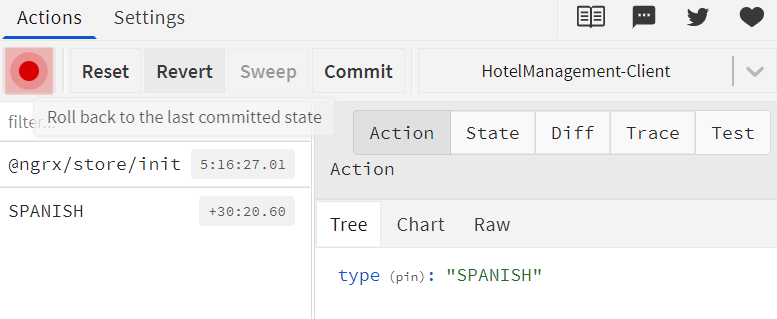 Actions Settings
Reset Revert Sweep Commit HotelManagement-Client
filter...
Roll back to the last committed state
Action State Diff Trace Test
@ngrx/store/init 5:16:27.01
Action
SPANISH +30:20.60
Tree Chart Raw
type (pin): "SPANISH"